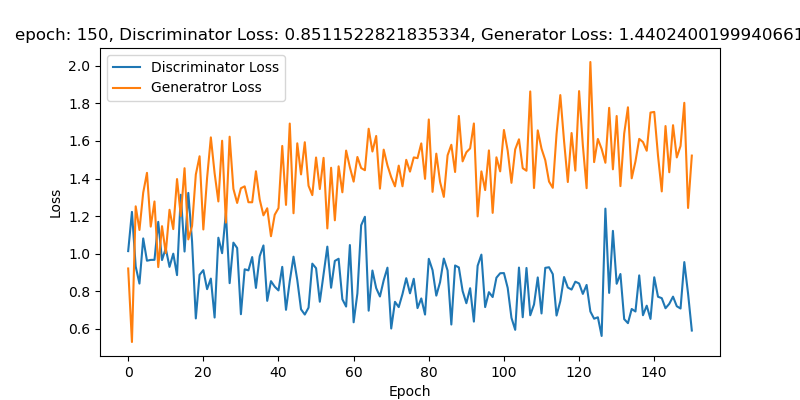 epoch: 150, Discriminator Loss: 0.8511522821835334, Generator Loss: 1.4402400199940661
Discriminator Loss
Generatror Loss
Loss
2.0
1.8
1.6
1.4
1.2
1.0
0.8
0.6
0 20 40 60 80 100 120 140
Epoch